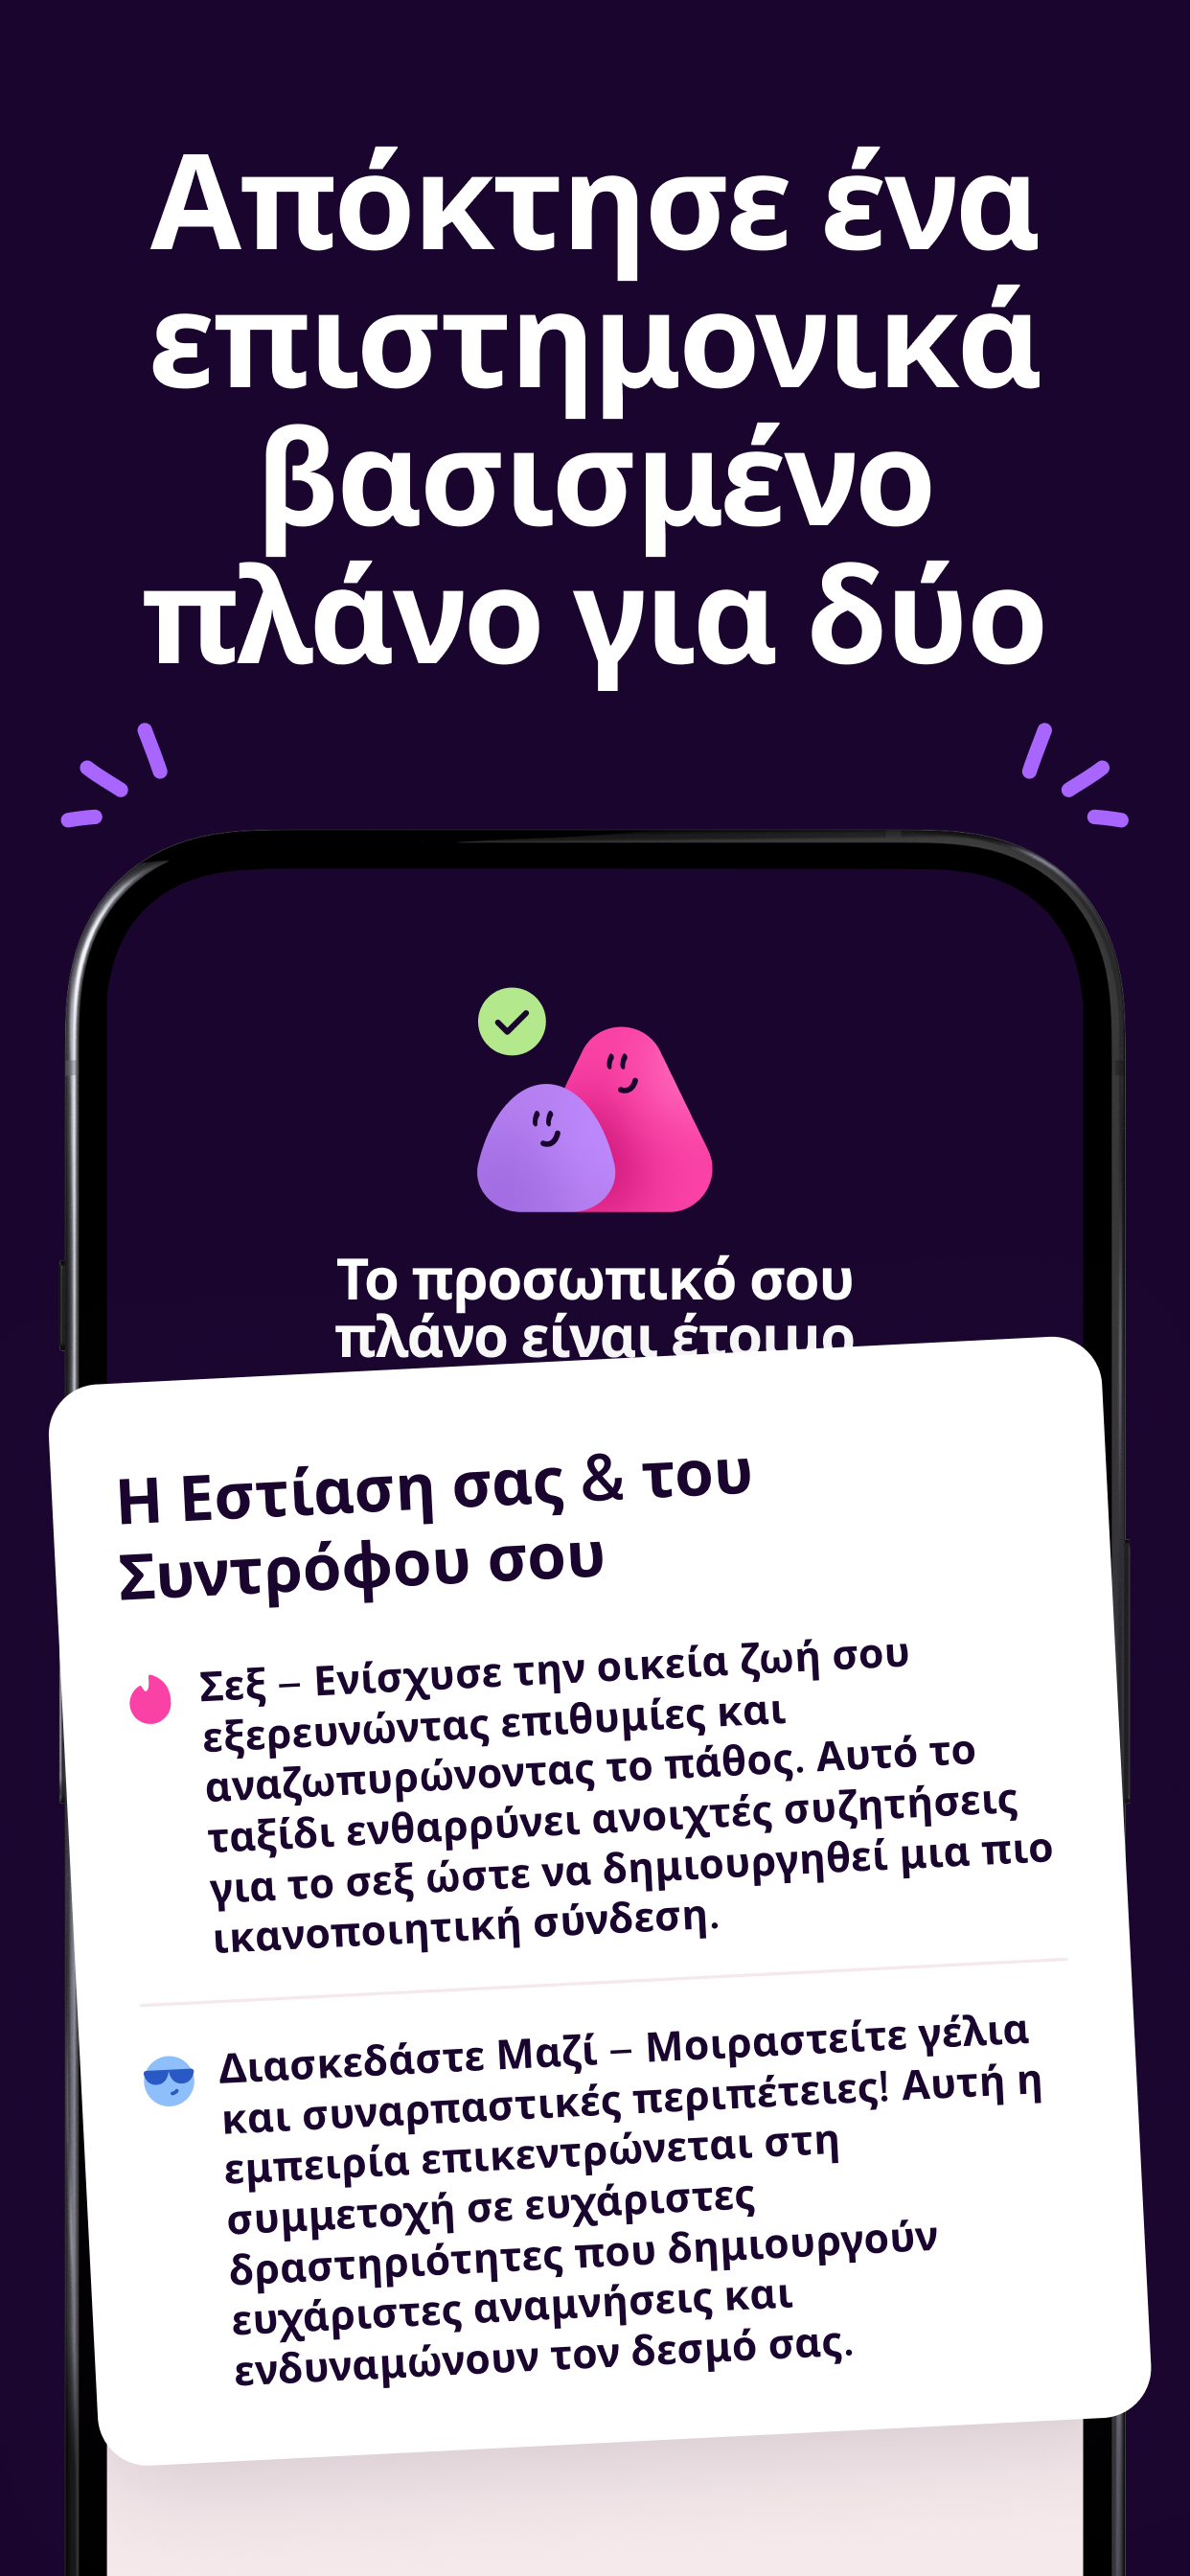 Απόκτησε ένα
επιστημονικά
βασισμένο
πλάνο για δύο
Το προσωπικό σου
πλάνο είναι έτοιμο
Η Εστίαση σας & του
Συντρόφου σου
Σεξ – Ενίσχυσε την οικεία ζωή σου
εξερευνώντας επιθυμίες και
αναζωπυρώνοντας το πάθος. Αυτό το
ταξίδι ενθαρρύνει ανοιχτές συζητήσεις
για το σεξ ώστε να δημιουργηθεί μια πιο
ικανοποιητική σύνδεση.
Διασκεδάστε Μαζί – Μοιραστείτε γέλια
και συναρπαστικές περιπέτειες! Αυτή η
εμπειρία επικεντρώνεται στη
συμμετοχή σε ευχάριστες
δραστηριότητες που δημιουργούν
ευχάριστες αναμνήσεις και
ενδυναμώνουν τον δεσμό σας.